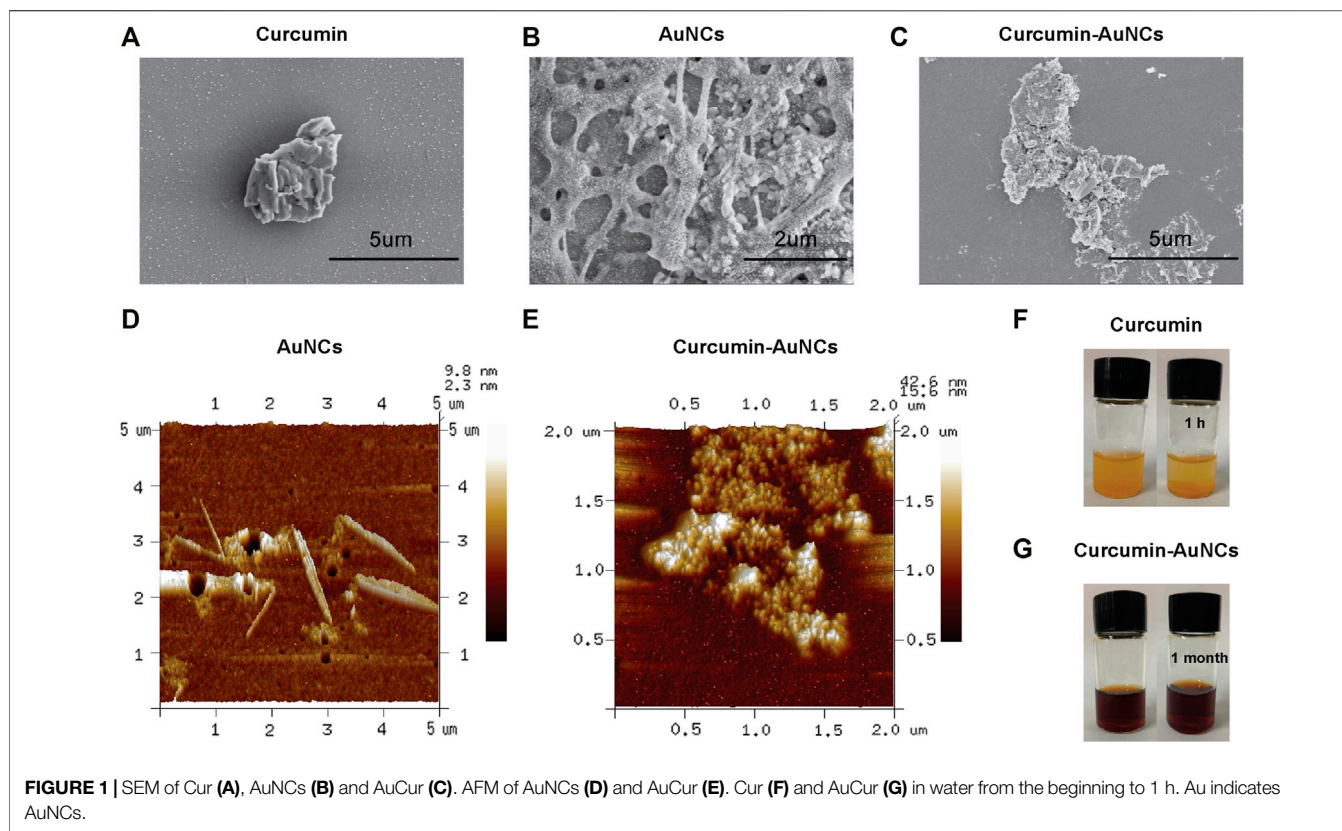 A
Curcumin
5um
B
AuNCs
2um
C
Curcumin-AuNCs
5um
D
AuNCs
9.8 nm
2.3 nm
1 2 3 4 5 um
5 um
4
3
2
1
5 um
4
3
2
1
1 2 3 4 5 um
E
Curcumin-AuNCs
42.6 nm
15.6 nm
0.5 1.0 1.5 2.0 um
2.0 um
1.5
1.0
0.5
2.0 um
1.5
1.0
0.5
0.5 1.0 1.5 2.0 um
F
Curcumin
1 h
G
Curcumin-AuNCs
1 month
FIGURE 1 | SEM of Cur (A), AuNCs (B) and AuCur (C). AFM of AuNCs (D) and AuCur (E). Cur (F) and AuCur (G) in water from the beginning to 1 h. Au indicates
AuNCs.